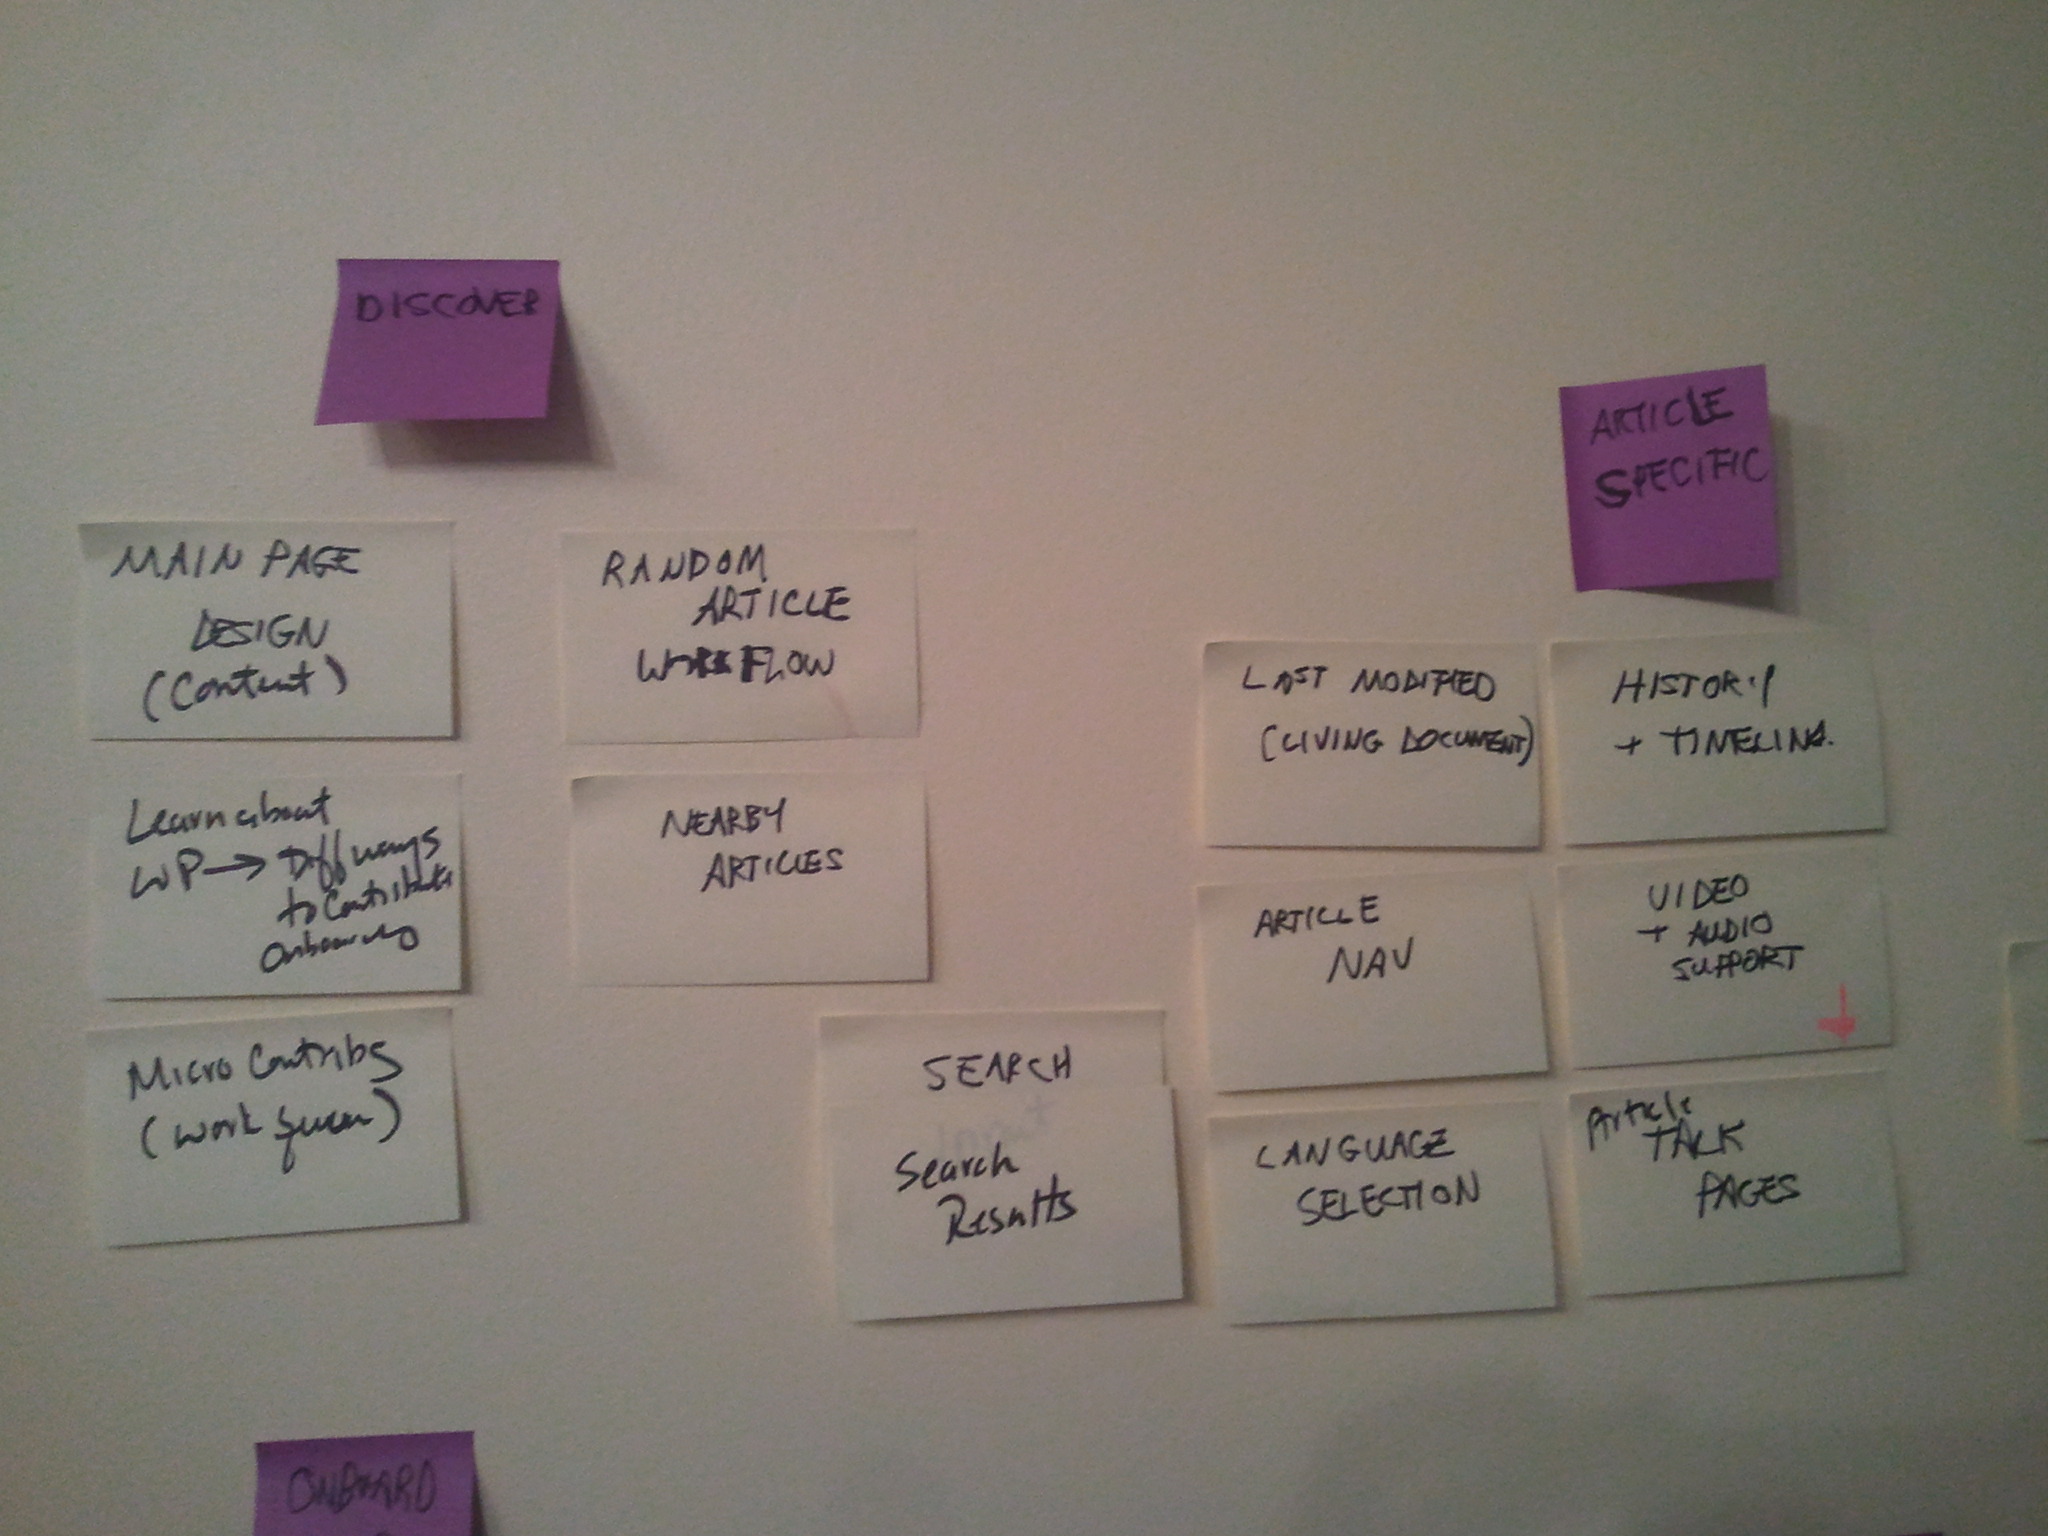 DISCOVER
ARTICLE
SPECIFIC
MAIN PAGE
DESIGN
(Content)
RANDOM
ARTICLE
WORKFLOW
LAST MODIFIED
(LIVING DOCUMENT)
HISTORY
+ TIMELINE
Learn about
WP → Diff ways
to Contribute
Onboarding
NEARBY
ARTICLES
ARTICLE
NAV
VIDEO
+ AUDIO
SUPPORT
Micro Contribs
(work queue)
SEARCH
Search
Results
LANGUAGE
SELECTION
Article
TALK
PAGES
ONBOARD